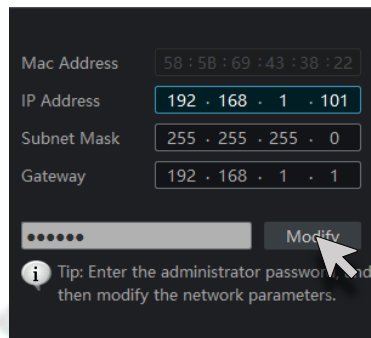 Mac Address 58 : 5B : 69 : 43 : 38 : 22
IP Address 192 . 168 . 1 . 101
Subnet Mask 255 . 255 . 255 . 0
Gateway 192 . 168 . 1 . 1
●●●●●● Modify
i Tip: Enter the administrator password, and
then modify the network parameters.